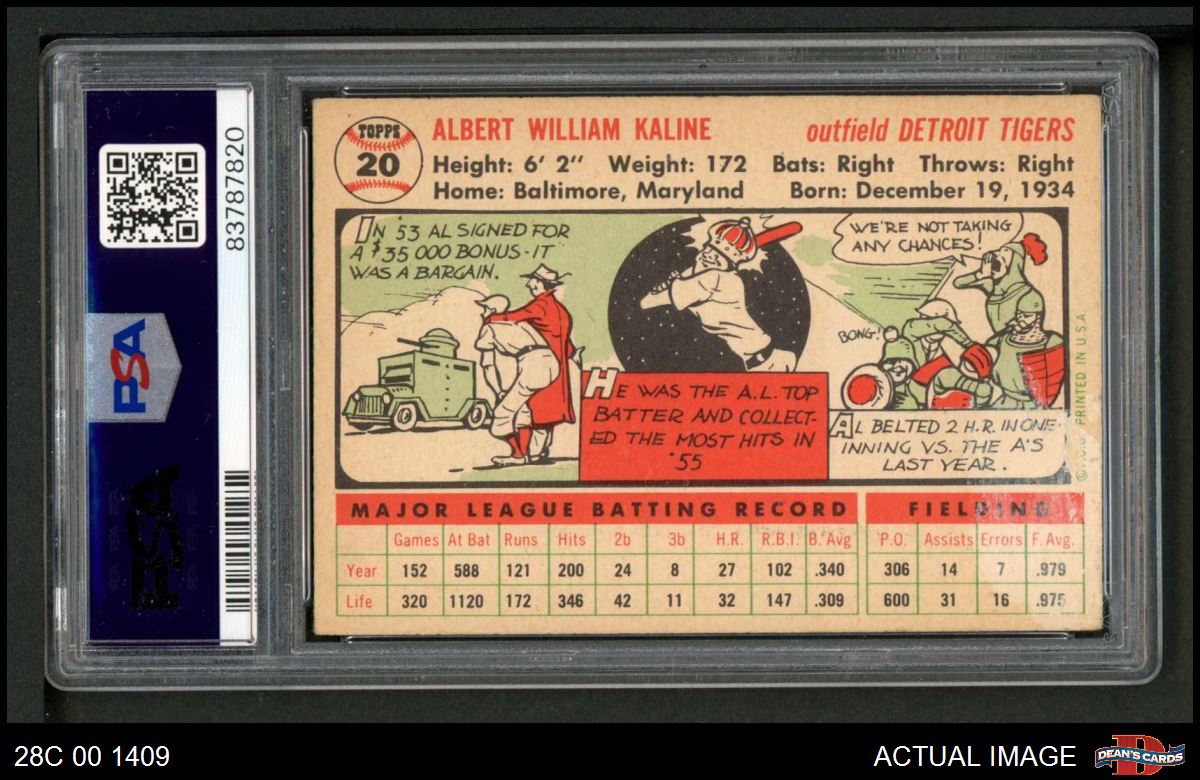 83787820
PSA
PSA
TOPPS
20
ALBERT WILLIAM KALINE outfield DETROIT TIGERS
Height: 6' 2" Weight: 172 Bats: Right Throws: Right
Home: Baltimore, Maryland Born: December 19, 1934
IN '53 AL SIGNED FOR
A $35 000 BONUS-IT
WAS A BARGAIN.
HE WAS THE A.L. TOP
BATTER AND COLLECT-
ED THE MOST HITS IN
'55
WE'RE NOT TAKING
ANY CHANCES!
BONG!
AL BELTED 2 H.R. IN ONE
INNING VS. THE A'S
LAST YEAR.
PRINTED IN U.S.A.
MAJOR LEAGUE BATTING RECORD FIELDING
Games At Bat Runs Hits 2b 3b H.R. R.B.I. B.Avg P.O. Assists Errors F.Avg.
Year 152 588 121 200 24 8 27 102 .340 306 14 7 .979
Life 320 1120 172 346 42 11 32 147 .309 600 31 16 .975
28C 00 1409 ACTUAL IMAGE
DEAN'S CARDS